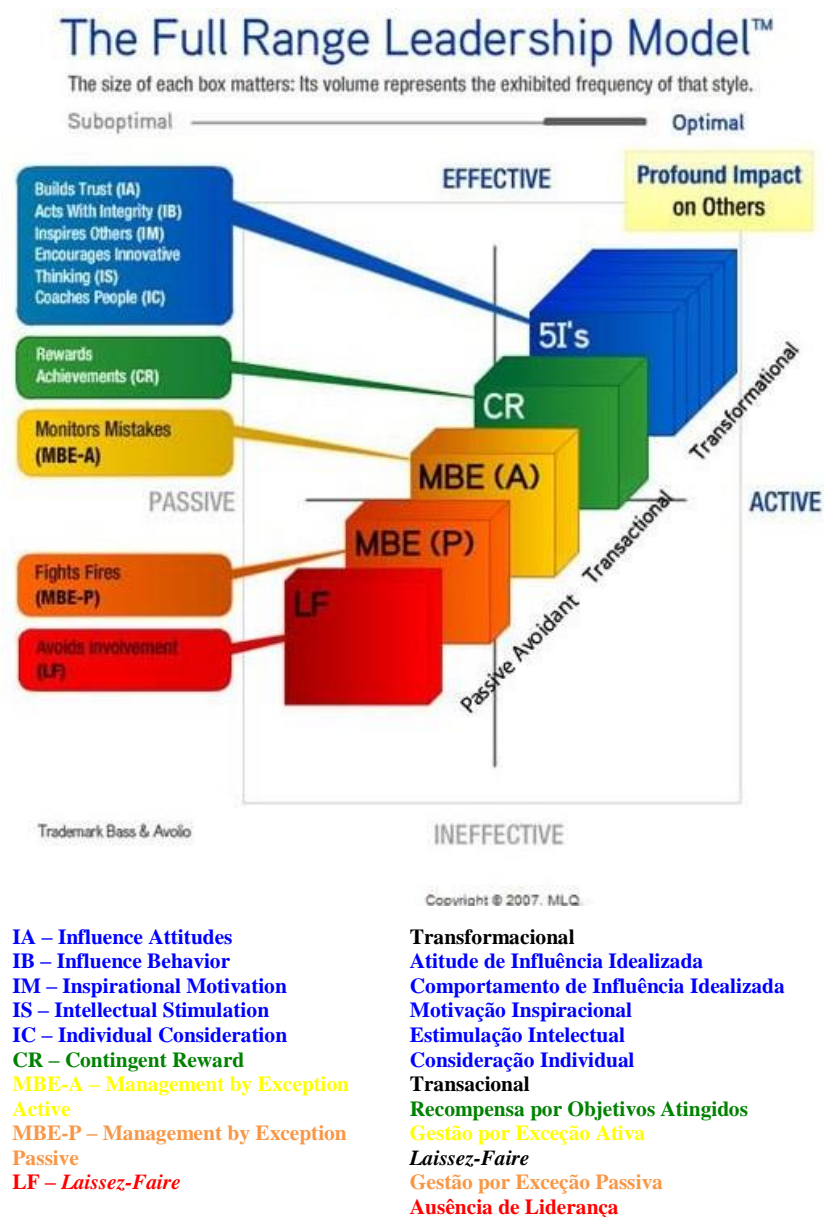 The Full Range Leadership Model™
The size of each box matters: Its volume represents the exhibited frequency of that style.
Suboptimal
Optimal
Builds Trust (IA)
Acts With Integrity (IB)
Inspires Others (IM)
Encourages Innovative
Thinking (IS)
Coaches People (IC)
EFFECTIVE
Profound Impact
on Others
5I's
Rewards
Achievements (CR)
CR
Transformational
Monitors Mistakes
(MBE-A)
MBE (A)
PASSIVE
ACTIVE
Transactional
MBE (P)
Fights Fires
(MBE-P)
LF
Passive Avoidant
Avoids Involvement
(LF)
Trademark Bass & Avolio
INEFFECTIVE
Copyright © 2007. MLQ.
IA – Influence Attitudes
IB – Influence Behavior
IM – Inspirational Motivation
IS – Intellectual Stimulation
IC – Individual Consideration
CR – Contingent Reward
MBE-A – Management by Exception
Active
MBE-P – Management by Exception
Passive
LF – Laissez-Faire
Transformacional
Atitude de Influência Idealizada
Comportamento de Influência Idealizada
Motivação Inspiracional
Estimulação Intelectual
Consideração Individual
Transacional
Recompensa por Objetivos Atingidos
Gestão por Exceção Ativa
Laissez-Faire
Gestão por Exceção Passiva
Ausência de Liderança